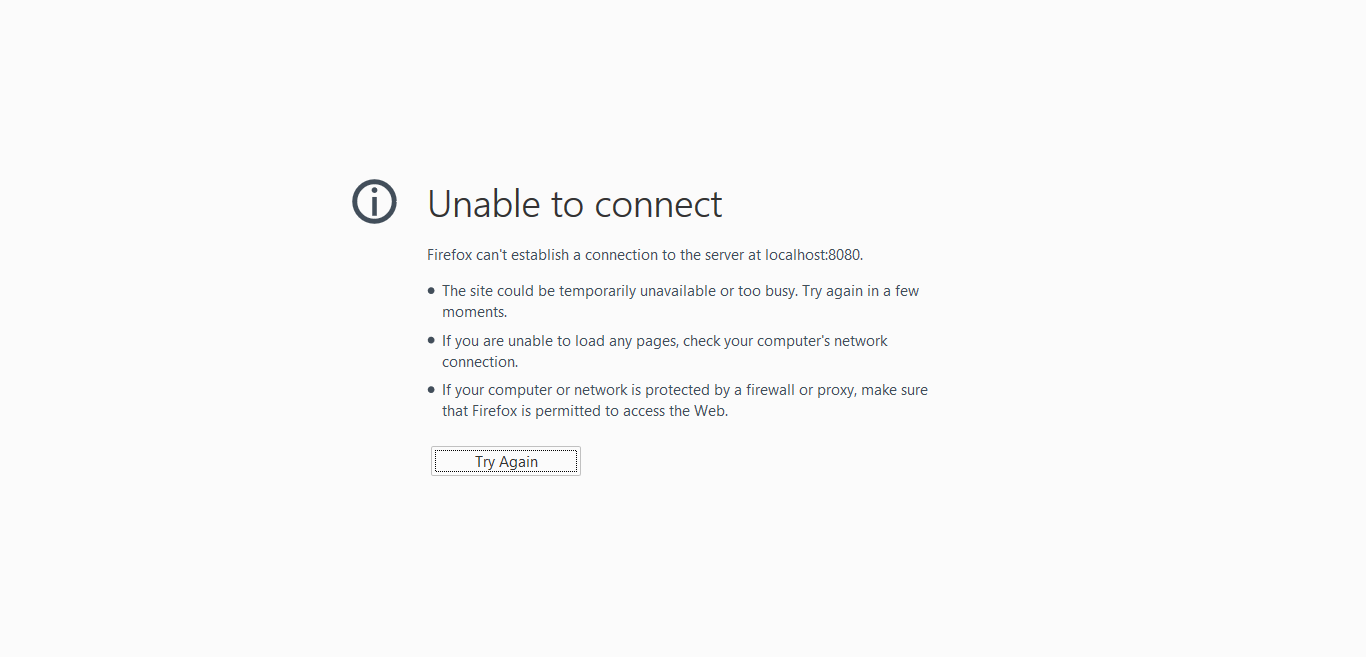 Unable to connect
Firefox can't establish a connection to the server at localhost:8080.
The site could be temporarily unavailable or too busy. Try again in a few
moments.
If you are unable to load any pages, check your computer's network
connection.
If your computer or network is protected by a firewall or proxy, make sure
that Firefox is permitted to access the Web.
Try Again